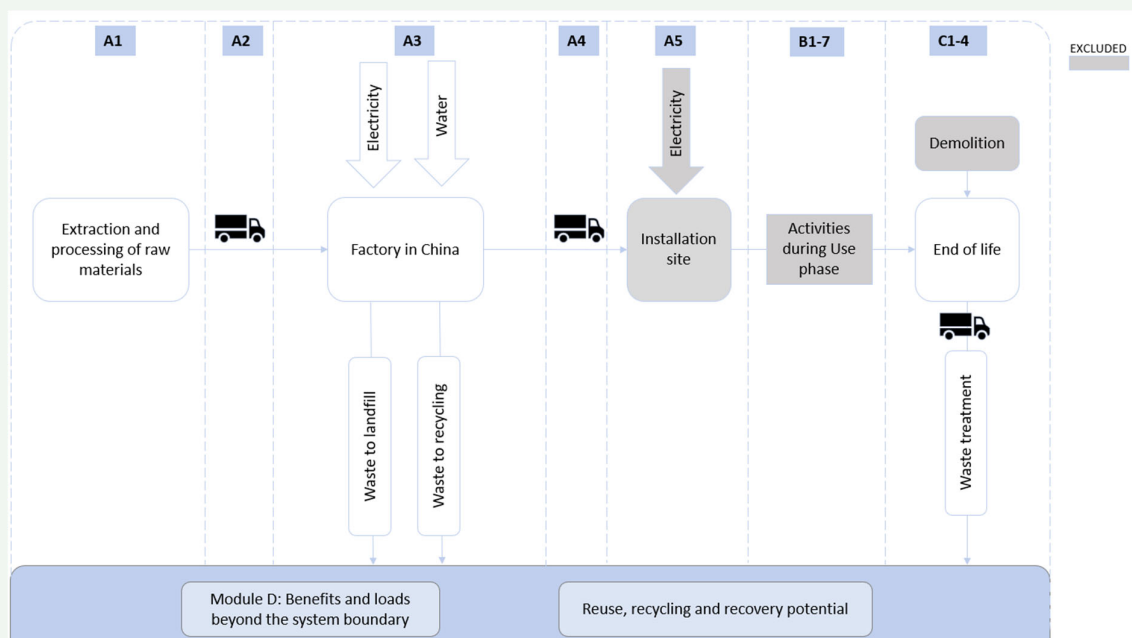 A1
A2
A3
A4
A5
B1-7
C1-4
EXCLUDED
Electricity
Water
Electricity
Demolition
Extraction and
processing of raw
materials
Factory in China
Installation
site
Activities
during Use
phase
End of life
Waste to landfill
Waste to recycling
Waste treatment
Module D: Benefits and loads
beyond the system boundary
Reuse, recycling and recovery potential